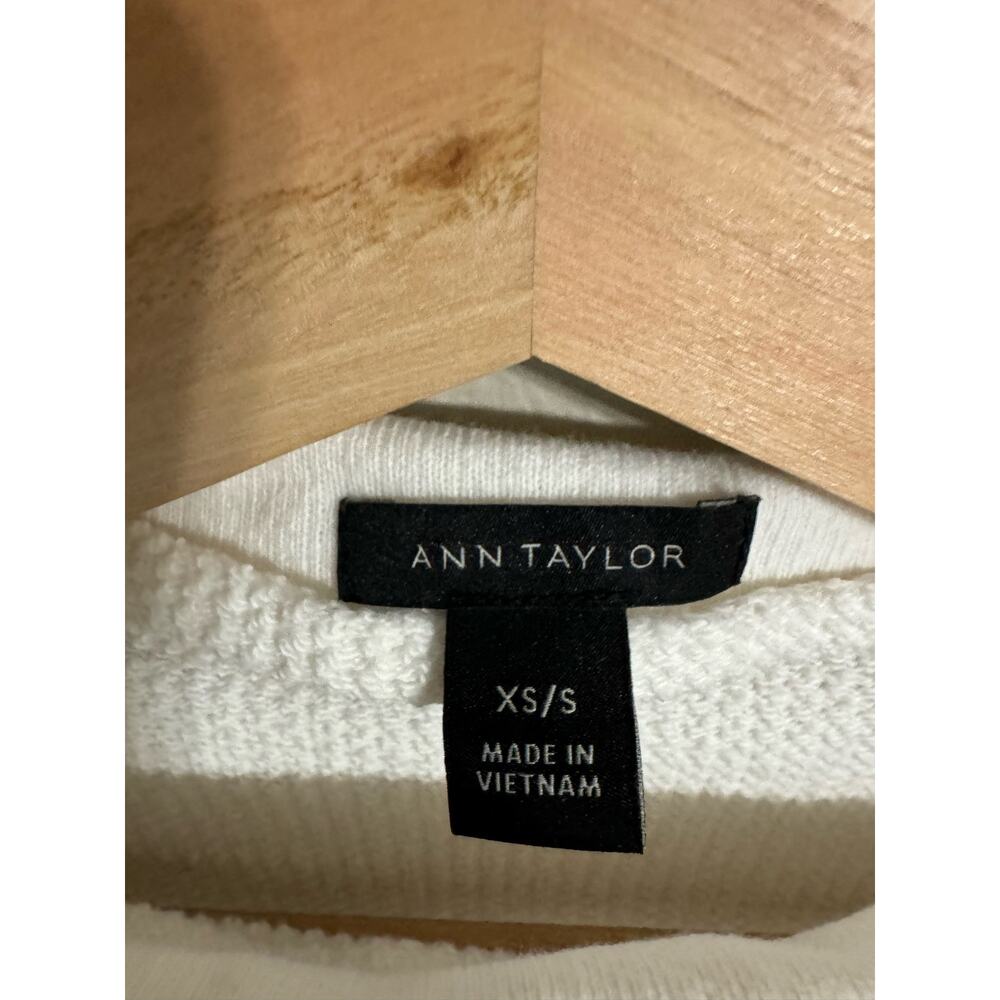 ANN TAYLOR
XS/S
MADE IN
VIETNAM